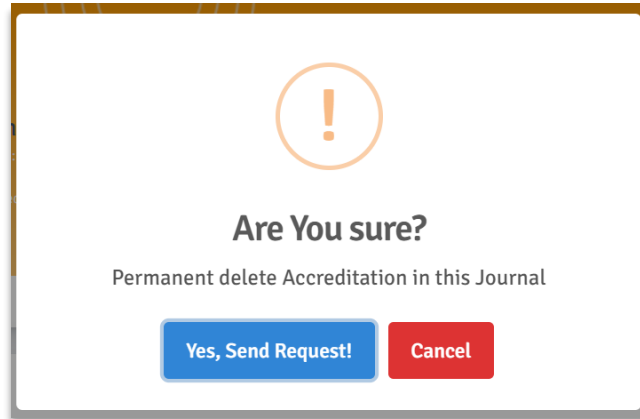 !
Are You sure?
Permanent delete Accreditation in this Journal
Yes, Send Request!
Cancel